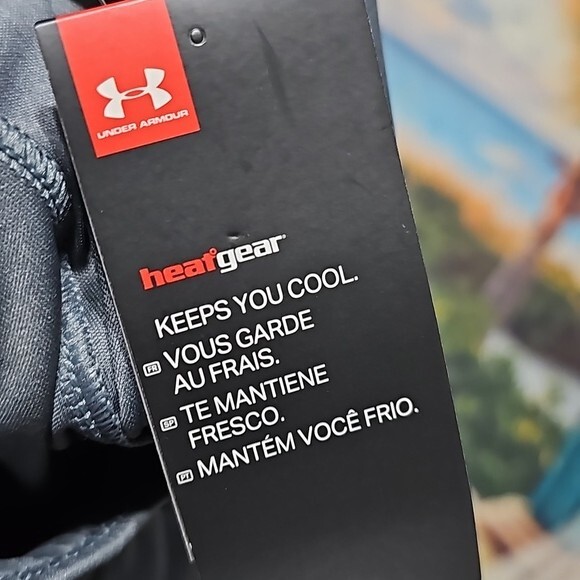 UNDER ARMOUR
heatgear
KEEPS YOU COOL.
FR VOUS GARDE
AU FRAIS.
SP TE MANTIENE
FRESCO.
PT MANTÉM VOCÊ FRIO.